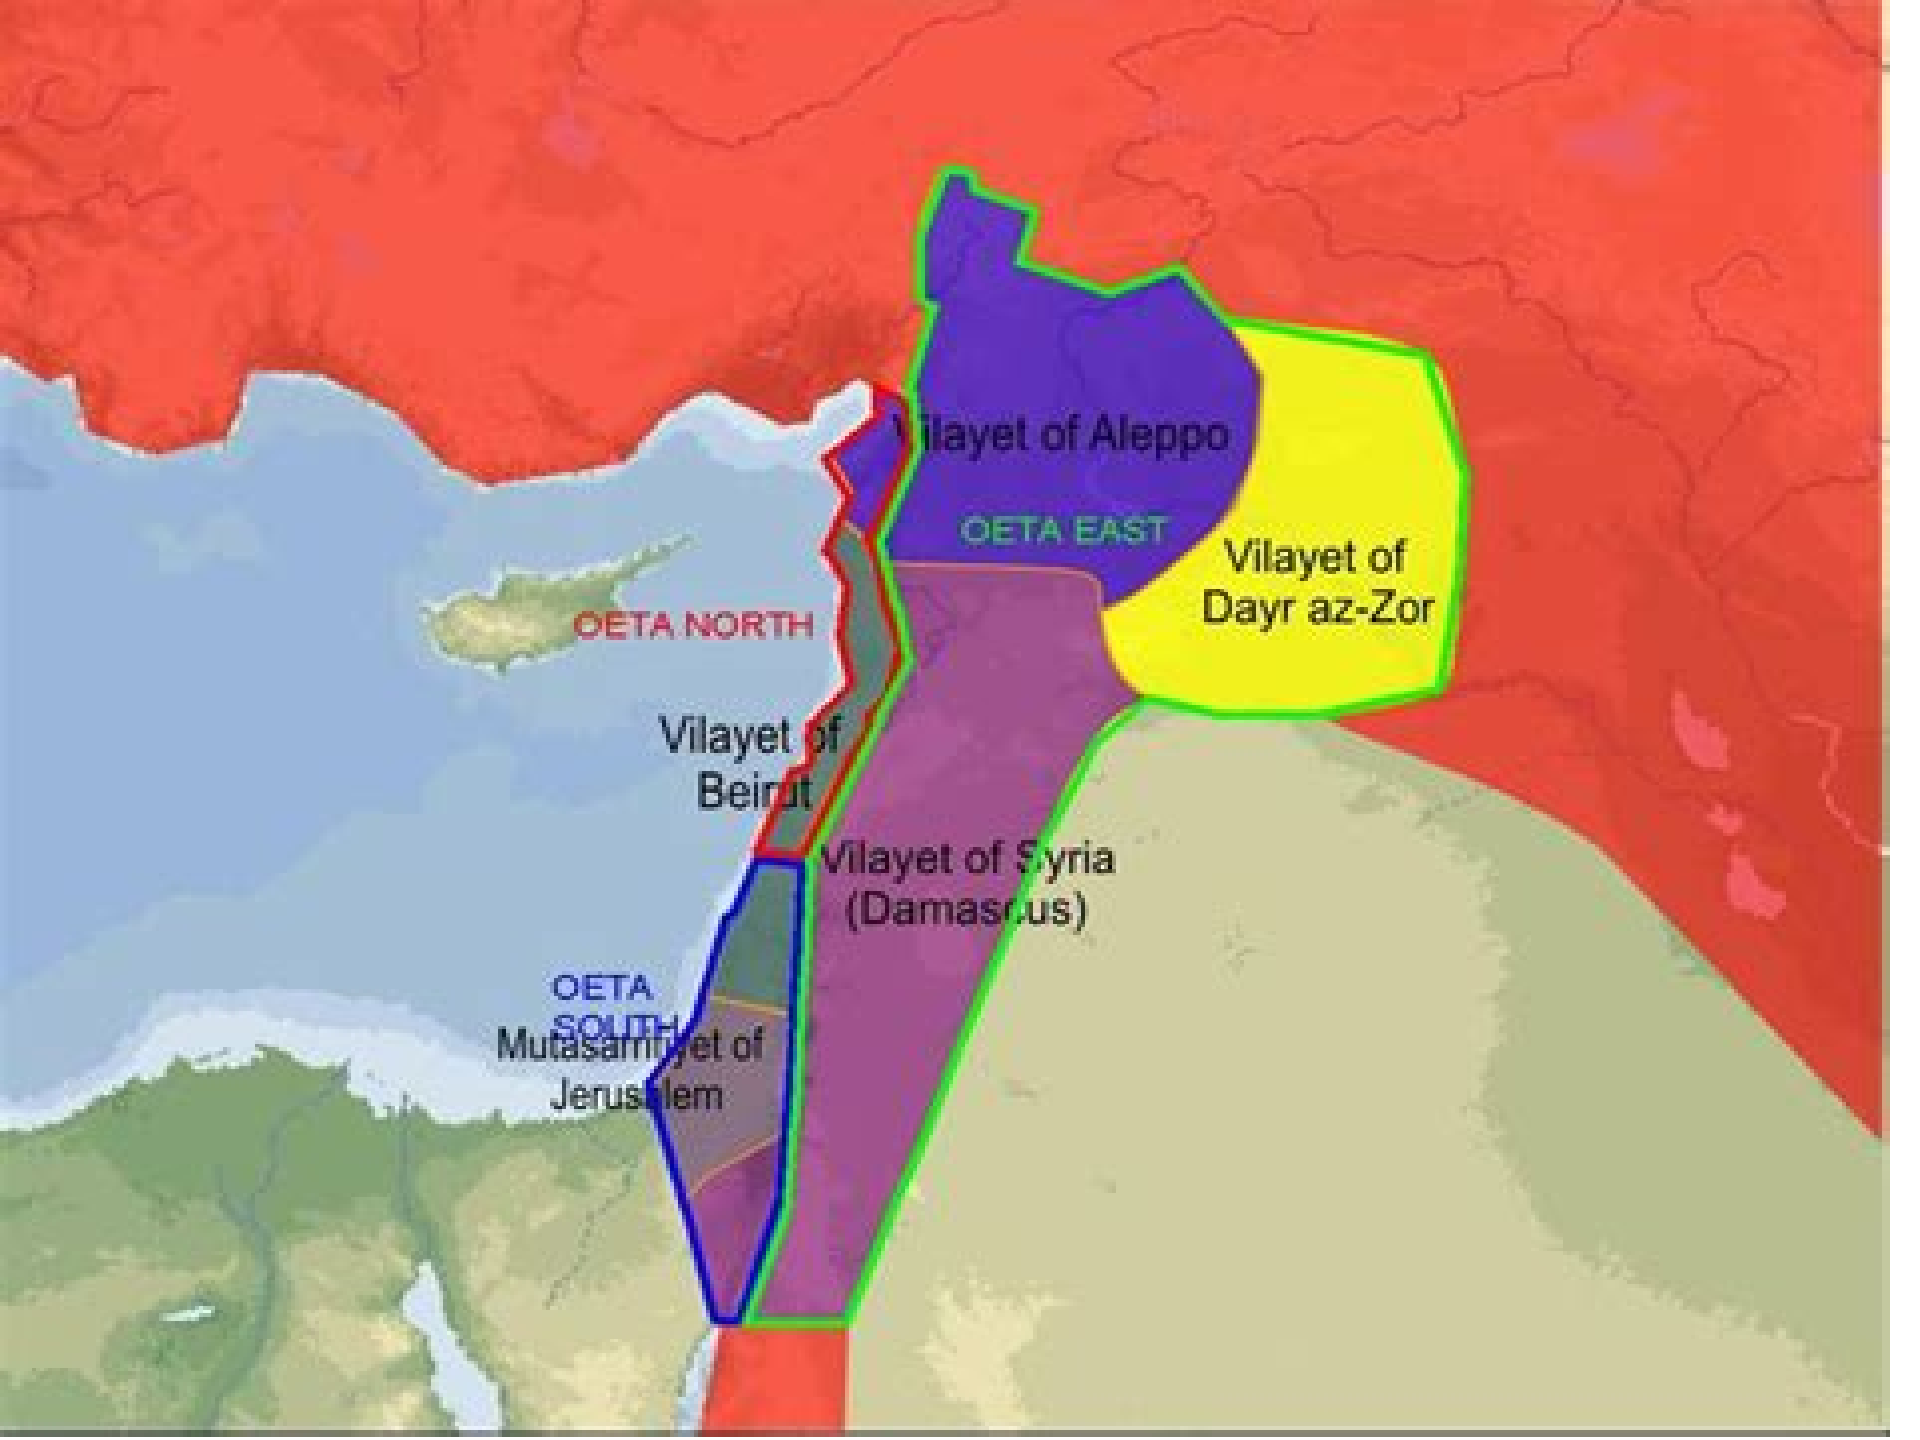 Vilayet of Aleppo
OETA EAST
Vilayet of
Dayr az-Zor
OETA NORTH
Vilayet of
Beirut
Vilayet of Syria
(Damascus)
OETA
SOUTH
Mutasarrifiyet of
Jerusalem